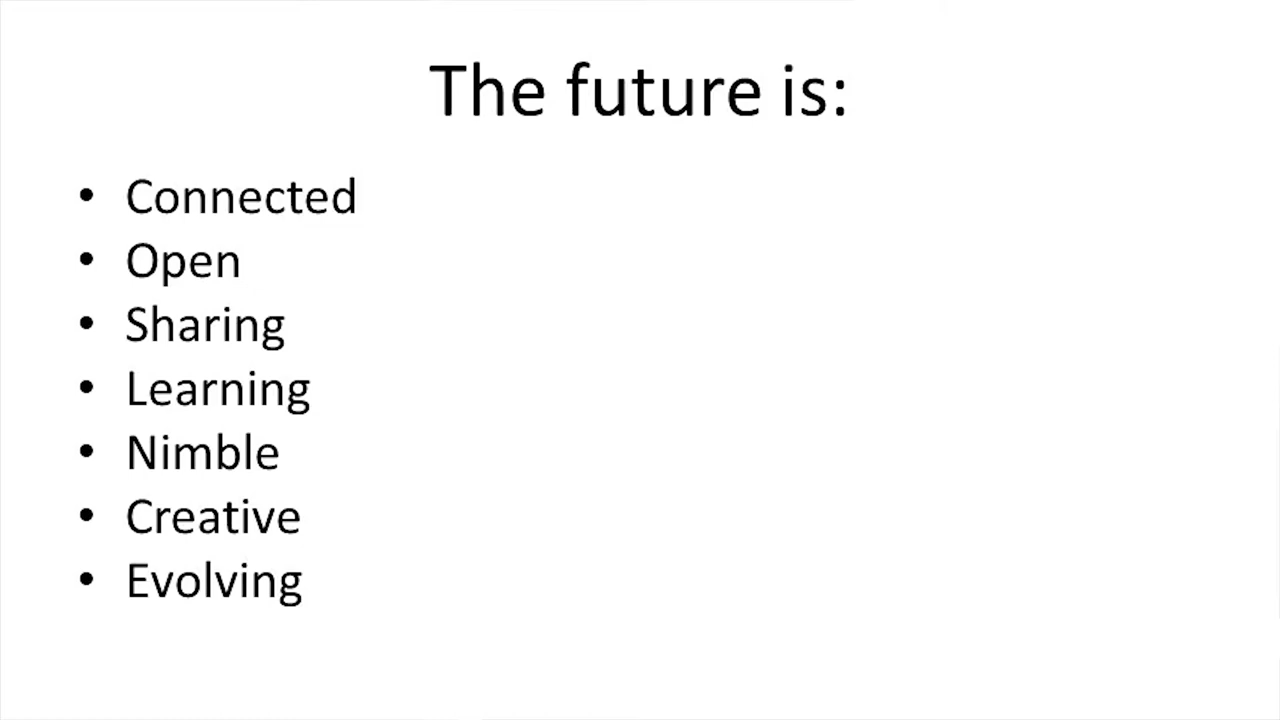 The future is:
• Connected
• Open
• Sharing
• Learning
• Nimble
• Creative
• Evolving